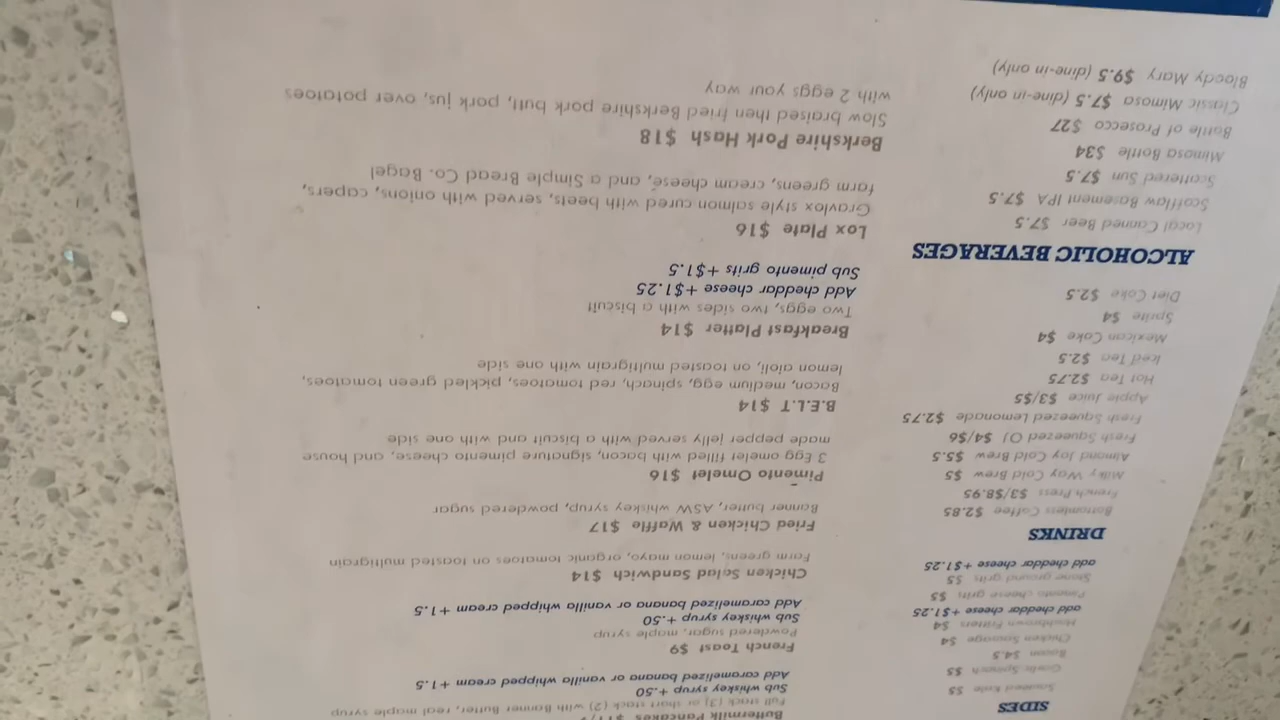 SIDES
Sauteed Kale $5
Garlic Spinach $5
Bacon $4.5
Chicken Sausage $4
Hashbrown Fritters $4
add cheddar cheese +$1.25
Pimento cheese grits $5
Stone ground grits $5
add cheddar cheese +$1.25
DRINKS
Bottomless Coffee $2.85
French Press $3/$8.95
Milky Way Cold Brew $5
Almond Joy Cold Brew $5.5
Fresh Squeezed OJ $4/$6
Fresh Squeezed Lemonade $2.75
Apple Juice $3/$5
Hot Tea $2.75
Iced Tea $2.5
Mexican Coke $4
Sprite $4
Diet Coke $2.5
ALCOHOLIC BEVERAGES
Local Canned Beer $7.5
Scofflaw Basement IPA $7.5
Scattered Sun $7.5
Mimosa Bottle $34
Bottle of Prosecco $27
Classic Mimosa $7.5 (dine-in only)
Bloody Mary $9.5 (dine-in only)
Buttermilk Pancakes
Full stack (3) or short stack (2) with Banner Butter, real maple syrup
Sub whiskey syrup +.50
Add caramelized banana or vanilla whipped cream + 1.5
French Toast $9
Powdered sugar, maple syrup
Sub whiskey syrup +.50
Add caramelized banana or vanilla whipped cream + 1.5
Chicken Salad Sandwich $14
Farm greens, lemon mayo, organic tomatoes on toasted multigrain
Fried Chicken & Waffle $17
Banner butter, ASW whiskey syrup, powdered sugar
Pimento Omelet $16
3 Egg omelet filled with bacon, signature pimento cheese, and house
made pepper jelly served with a biscuit and with one side
B.E.L.T $14
Bacon, medium egg, spinach, red tomatoes, pickled green tomatoes,
lemon aioli, on toasted multigrain with one side
Breakfast Platter $14
Two eggs, two sides with a biscuit
Add cheddar cheese +$1.25
Sub pimento grits +$1.5
Lox Plate $16
Gravlox style salmon cured with beets, served with onions, capers,
farm greens, cream cheese, and a Simple Bread Co. Bagel
Berkshire Pork Hash $18
Slow braised then fried Berkshire pork butt, pork jus, over potatoes
with 2 eggs your way